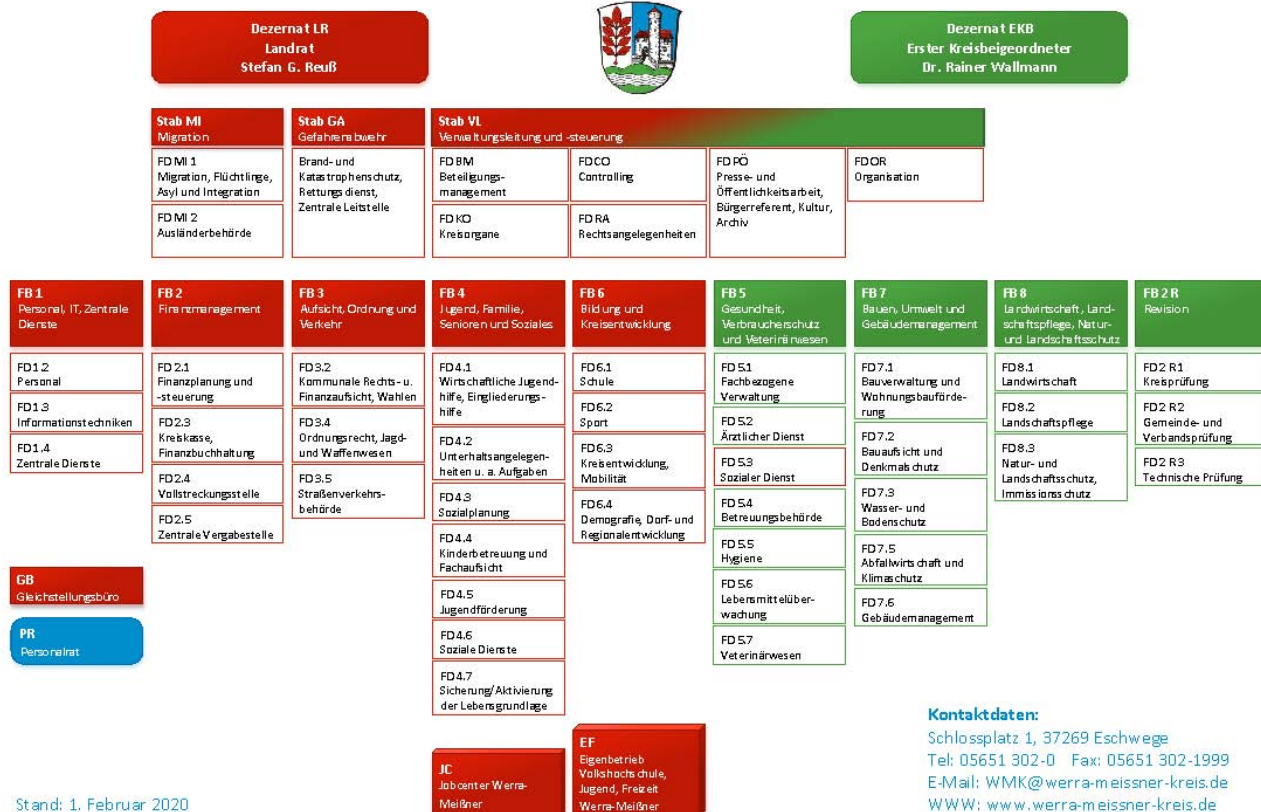 Dezernat LR
Landrat
Stefan G. Reuß
Dezernat EKB
Erster Kreisbeigeordneter
Dr. Rainer Wallmann
Stab MI
Migration
FD MI 1
Migration, Flüchtlinge,
Asyl und Integration
FD MI 2
Ausländerbehörde
Stab GA
Gefahrenabwehr
Brand- und
Katastrophenschutz,
Rettungsdienst,
Zentrale Leitstelle
Stab VL
Verwaltungsleitung und -steuerung
FD BM
Beteiligungs-
management
FD KO
Kreisorgane
FD CO
Controlling
FD RA
Rechtsangelegenheiten
FD PÖ
Presse- und
Öffentlichkeitsarbeit,
Bürgerreferent, Kultur,
Archiv
FD OR
Organisation
FB 1
Personal, IT, Zentrale
Dienste
FD 1.2
Personal
FD 1.3
Informationstechniken
FD 1.4
Zentrale Dienste
FB 2
Finanzmanagement
FD 2.1
Finanzplanung und
-steuerung
FD 2.3
Kreiskasse,
Finanzbuchhaltung
FD 2.4
Vollstreckungsstelle
FD 2.5
Zentrale Vergabestelle
FB 3
Aufsicht, Ordnung und
Verkehr
FD 3.2
Kommunale Rechts- u.
Finanzaufsicht, Wahlen
FD 3.4
Ordnungsrecht, Jagd-
und Waffenwesen
FD 3.5
Straßenverkehrs-
behörde
FB 4
Jugend, Familie,
Senioren und Soziales
FD 4.1
Wirtschaftliche Jugend-
hilfe, Eingliederungs-
hilfe
FD 4.2
Unterhaltsangelegen-
heiten u. a. Aufgaben
FD 4.3
Sozialplanung
FD 4.4
Kinderbetreuung und
Fachaufsicht
FD 4.5
Jugendförderung
FD 4.6
Soziale Dienste
FD 4.7
Sicherung/Aktivierung
der Lebensgrundlage
FB 6
Bildung und
Kreisentwicklung
FD 6.1
Schule
FD 6.2
Sport
FD 6.3
Kreisentwicklung,
Mobilität
FD 6.4
Demografie, Dorf- und
Regionalentwicklung
FB 5
Gesundheit,
Verbraucherschutz
und Veterinärwesen
FD 5.1
Fachbezogene
Verwaltung
FD 5.2
Ärztlicher Dienst
FD 5.3
Sozialer Dienst
FD 5.4
Betreuungsbehörde
FD 5.5
Hygiene
FD 5.6
Lebensmittelüber-
wachung
FD 5.7
Veterinärwesen
FB 7
Bauen, Umwelt und
Gebäudemanagement
FD 7.1
Bauverwaltung und
Wohnungsbauförde-
rung
FD 7.2
Bauaufsicht und
Denkmalschutz
FD 7.3
Wasser- und
Bodenschutz
FD 7.5
Abfallwirtschaft und
Klimaschutz
FD 7.6
Gebäudemanagement
FB 8
Landwirtschaft, Land-
schaftspflege, Natur-
und Landschaftsschutz
FD 8.1
Landwirtschaft
FD 8.2
Landschaftspflege
FD 8.3
Natur- und
Landschaftsschutz,
Immissionsschutz
FB 2 R
Revision
FD 2 R1
Kreisprüfung
FD 2 R2
Gemeinde- und
Verbandsprüfung
FD 2 R3
Technische Prüfung
GB
Gleichstellungsbüro
PR
Personalrat
JC
Jobcenter Werra-
Meißner
EF
Eigenbetrieb
Volkshochschule,
Jugend, Freizeit
Werra-Meißner
Kontaktdaten:
Schlossplatz 1, 37269 Eschwege
Tel: 05651 302-0 Fax: 05651 302-1999
E-Mail: WMK@werra-meissner-kreis.de
WWW: www.werra-meissner-kreis.de
Stand: 1. Februar 2020